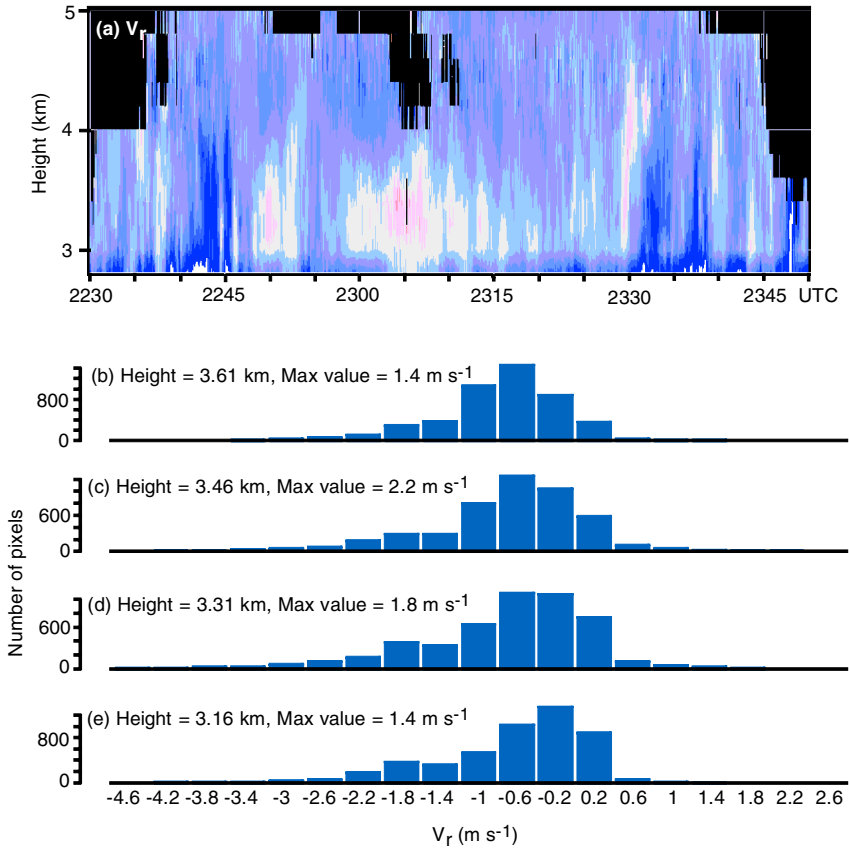 5
(a) Vr
4
3
Height (km)
2230 2245 2300 2315 2330 2345 UTC
(b) Height = 3.61 km, Max value = 1.4 m s-1
800
0
(c) Height = 3.46 km, Max value = 2.2 m s-1
600
0
(d) Height = 3.31 km, Max value = 1.8 m s-1
600
0
(e) Height = 3.16 km, Max value = 1.4 m s-1
800
0
Number of pixels
-4.6 -4.2 -3.8 -3.4 -3 -2.6 -2.2 -1.8 -1.4 -1 -0.6 -0.2 0.2 0.6 1 1.4 1.8 2.2 2.6
Vr (m s-1)